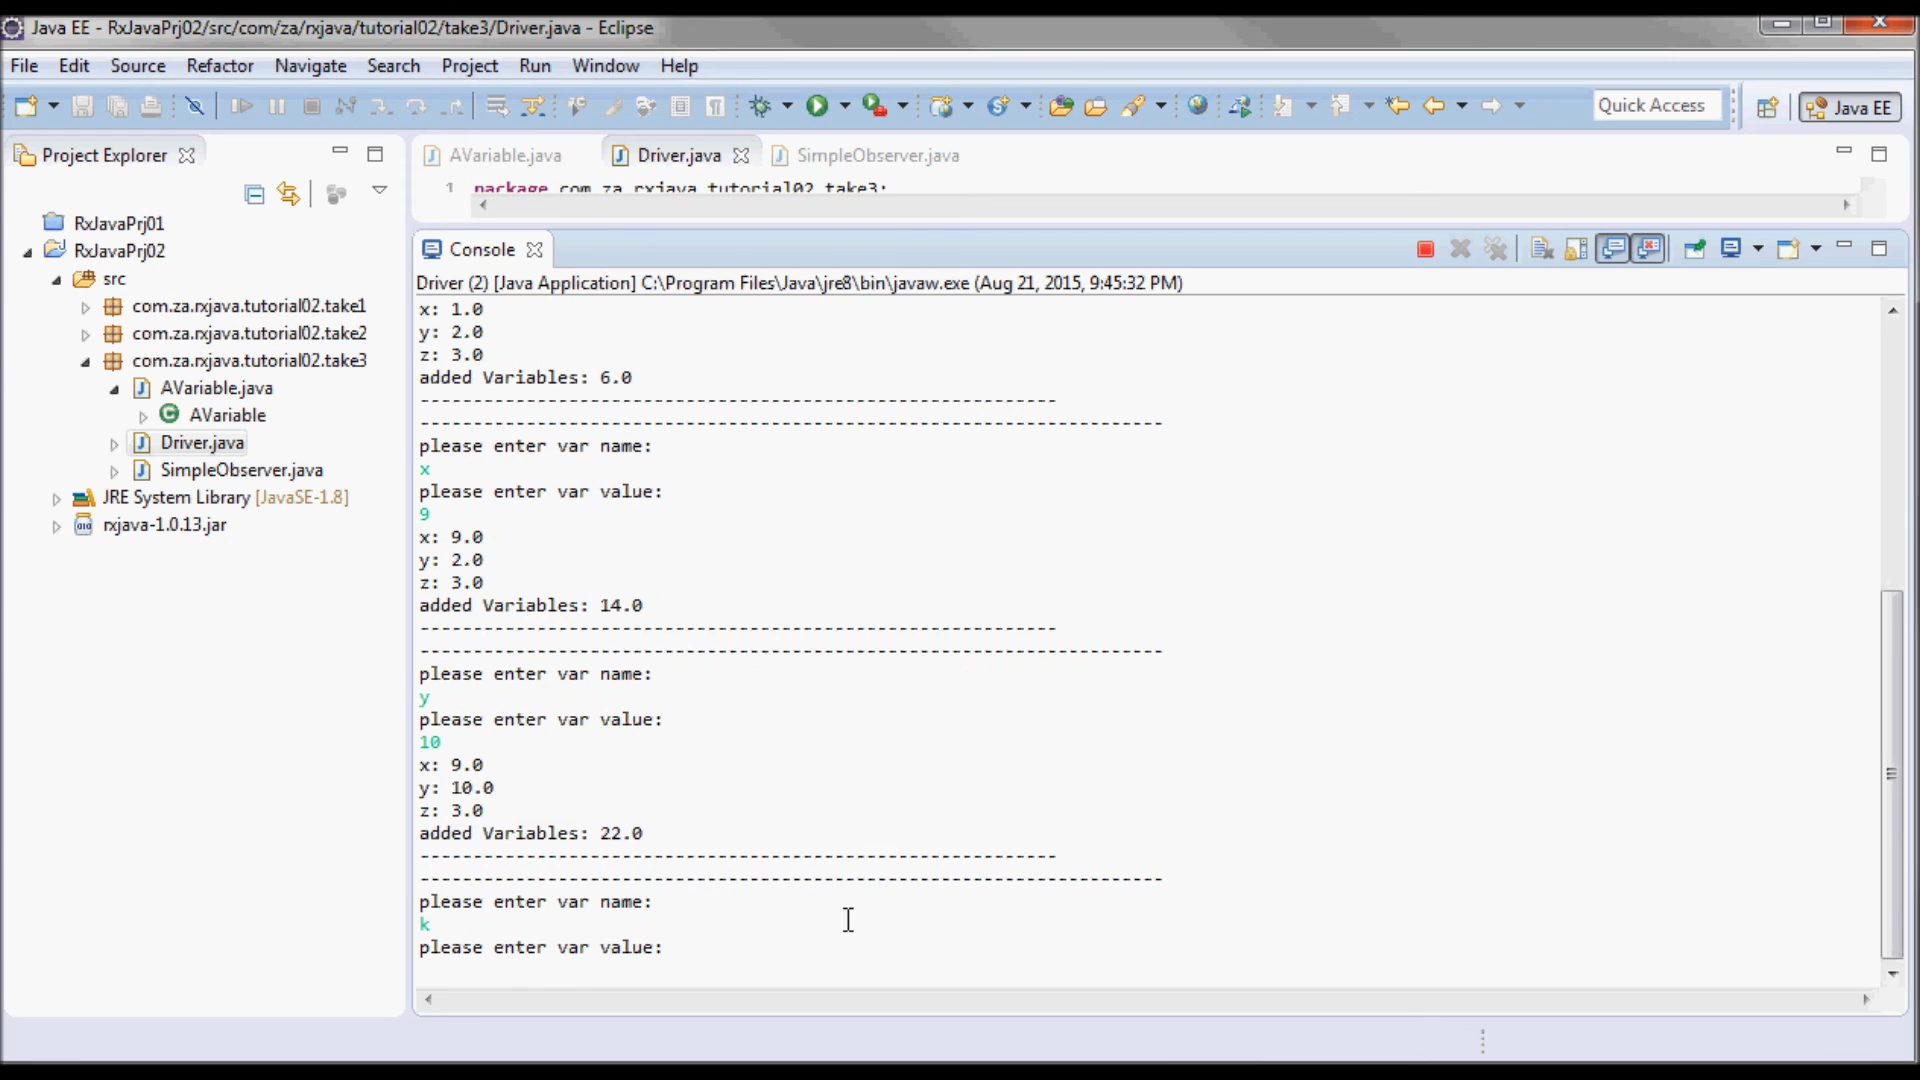 Java EE - RxJavaPrj02/src/com/za/rxjava/tutorial02/take3/Driver.java - Eclipse
File Edit Source Refactor Navigate Search Project Run Window Help
Quick Access
Java EE
Project Explorer
RxJavaPrj01
RxJavaPrj02
src
com.za.rxjava.tutorial02.take1
com.za.rxjava.tutorial02.take2
com.za.rxjava.tutorial02.take3
AVariable.java
AVariable
Driver.java
SimpleObserver.java
JRE System Library [JavaSE-1.8]
rxjava-1.0.13.jar
AVariable.java Driver.java SimpleObserver.java
1 package com.za.rxjava.tutorial02.take3;
Console
Driver (2) [Java Application] C:\Program Files\Java\jre8\bin\javaw.exe (Aug 21, 2015, 9:45:32 PM)
x: 1.0
y: 2.0
z: 3.0
added Variables: 6.0
------------------------------------------------------------
----------------------------------------------------------------------
please enter var name:
x
please enter var value:
9
x: 9.0
y: 2.0
z: 3.0
added Variables: 14.0
------------------------------------------------------------
----------------------------------------------------------------------
please enter var name:
y
please enter var value:
10
x: 9.0
y: 10.0
z: 3.0
added Variables: 22.0
------------------------------------------------------------
----------------------------------------------------------------------
please enter var name:
k
please enter var value: